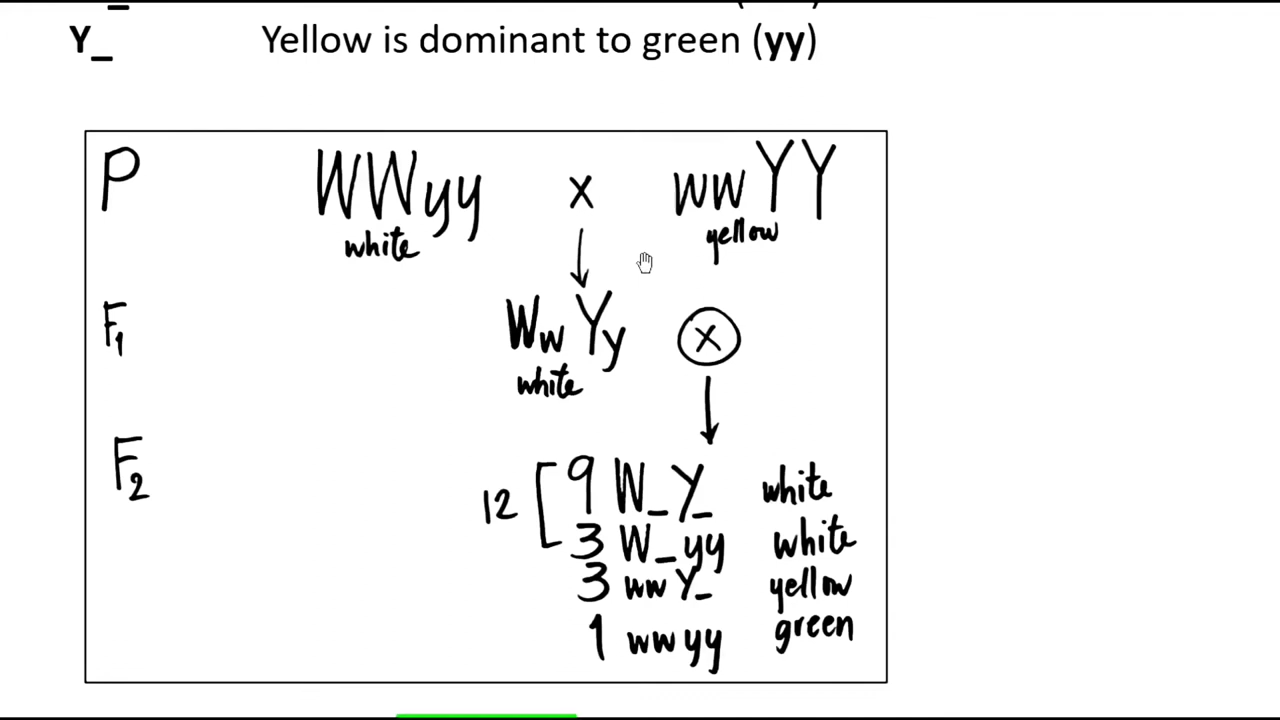 Y_ Yellow is dominant to green (yy)
P WWyy x wwYY
white yellow
F1 WwYy x
white
F2
12 [ 9 W_Y_ white
3 W_yy white
3 wwY_ yellow
1 wwyy green